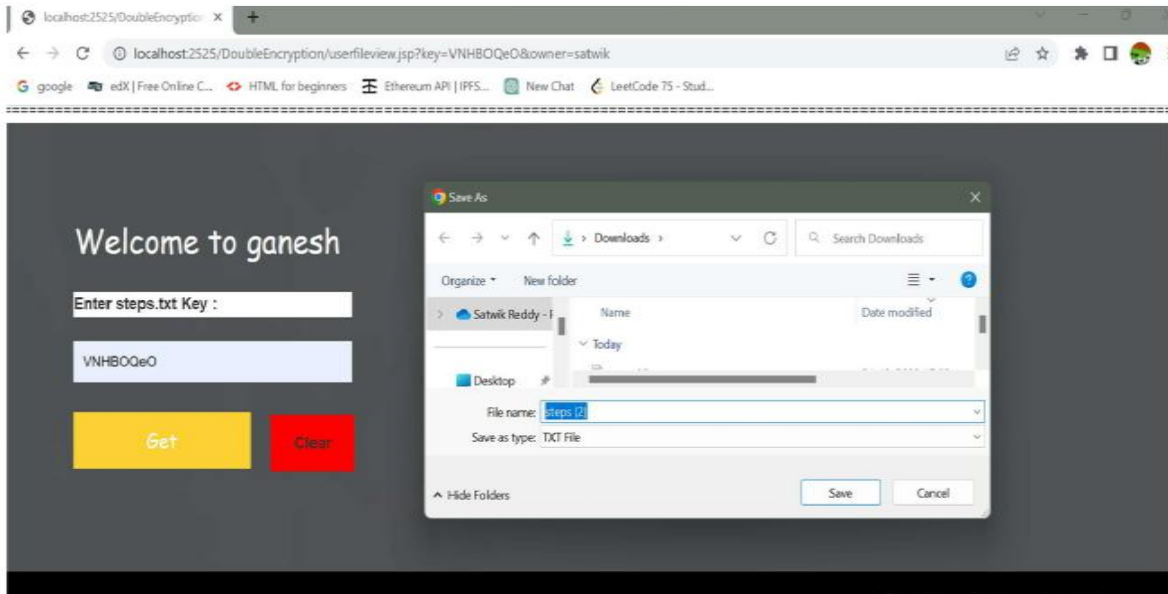 localhost:2525/DoubleEncryptio
localhost:2525/DoubleEncryption/userfileview.jsp?key=VNHBOQeO&owner=satwik
google edX | Free Online C... HTML for beginners Ethereum API | IPFS... New Chat LeetCode 75 - Stud...
Save As
Downloads
Search Downloads
Organize New folder
Satwik Reddy -
Name Date modified
Today
Desktop
File name: steps (2)
Save as type: TXT File
Hide Folders Save Cancel
Welcome to ganesh
Enter steps.txt Key :
VNHBOQeO
Get Clear